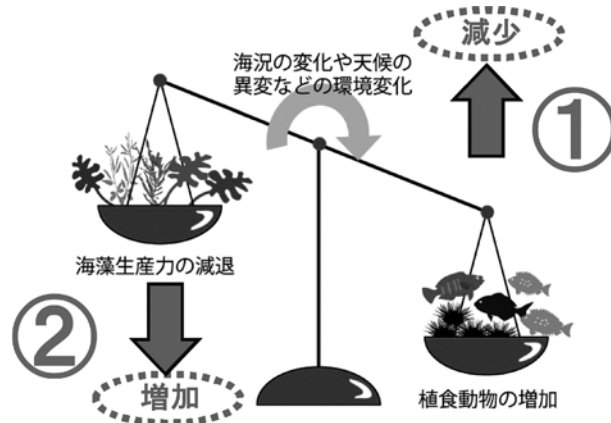 減少
海況の変化や天候の
異変などの環境変化
①
海藻生産力の減退
②
増加
植食動物の増加